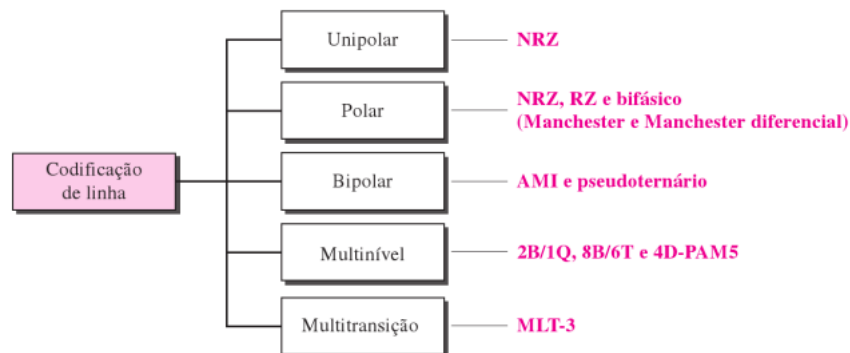 Unipolar
NRZ
Polar
NRZ, RZ e bifásico
(Manchester e Manchester diferencial)
Codificação
de linha
Bipolar
AMI e pseudoternário
Multinível
2B/1Q, 8B/6T e 4D-PAM5
Multitransição
MLT-3